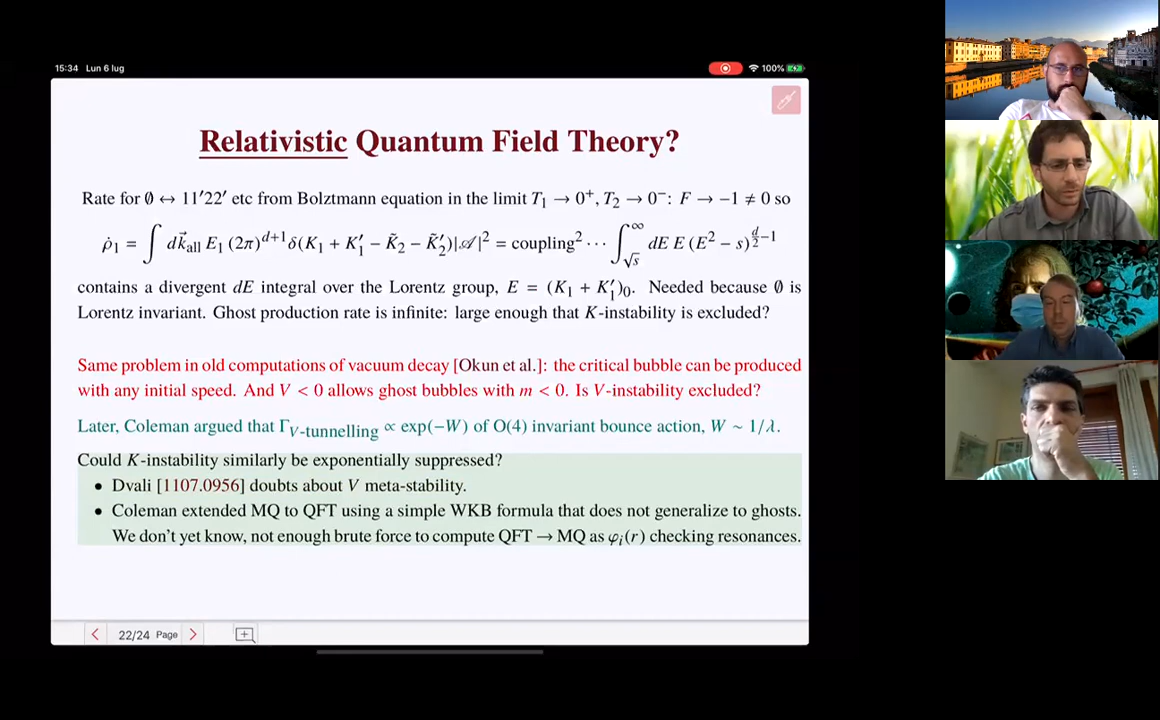 15:34 Lun 6 lug
100%
Relativistic Quantum Field Theory?
Rate for ∅ ↔ 11′22′ etc from Bolztmann equation in the limit T₁ → 0⁺, T₂ → 0⁻: F → −1 ≠ 0 so
ρ̇₁ = ∫ dk⃗_all E₁ (2π)^{d+1} δ(K₁ + K₁′ − K̃₂ − K̃₂′)|𝒜|² = coupling² ⋯ ∫_{√s}^{∞} dE E (E² − s)^{d/2−1}
contains a divergent dE integral over the Lorentz group, E = (K₁ + K₁′)₀. Needed because ∅ is
Lorentz invariant. Ghost production rate is infinite: large enough that K-instability is excluded?
Same problem in old computations of vacuum decay [Okun et al.]: the critical bubble can be produced
with any initial speed. And V < 0 allows ghost bubbles with m < 0. Is V-instability excluded?
Later, Coleman argued that Γ_{V-tunnelling} ∝ exp(−W) of O(4) invariant bounce action, W ∼ 1/λ.
Could K-instability similarly be exponentially suppressed?
• Dvali [1107.0956] doubts about V meta-stability.
• Coleman extended MQ to QFT using a simple WKB formula that does not generalize to ghosts.
We don't yet know, not enough brute force to compute QFT → MQ as φᵢ(r) checking resonances.
22/24 Page